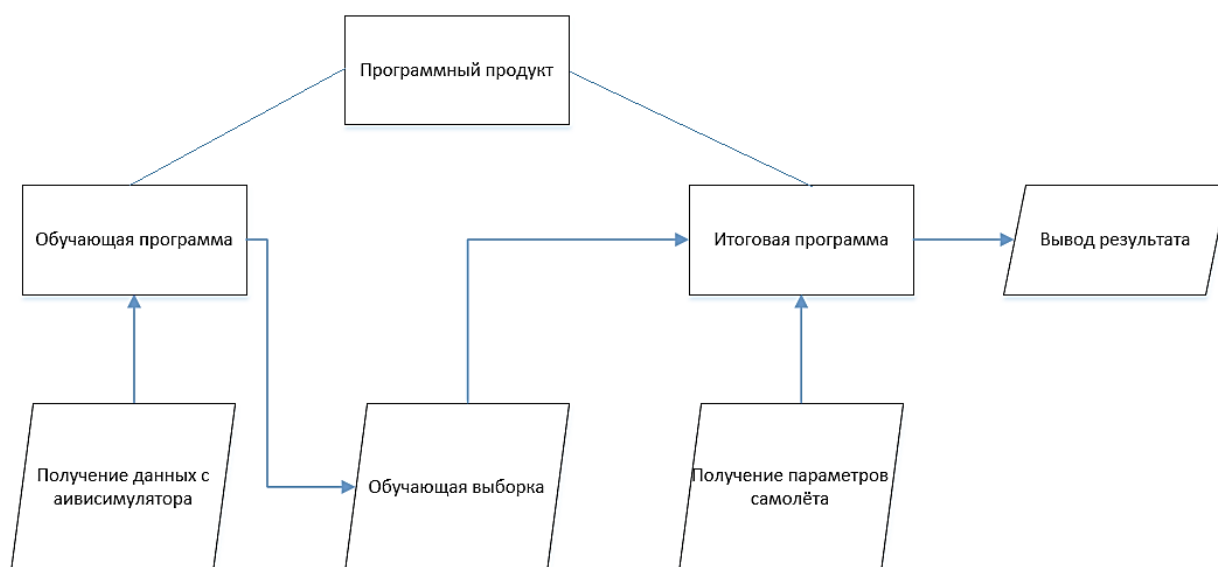 Программный продукт
Обучающая программа
Итоговая программа
Вывод результата
Получение данных с
аивисимулятора
Обучающая выборка
Получение параметров
самолёта